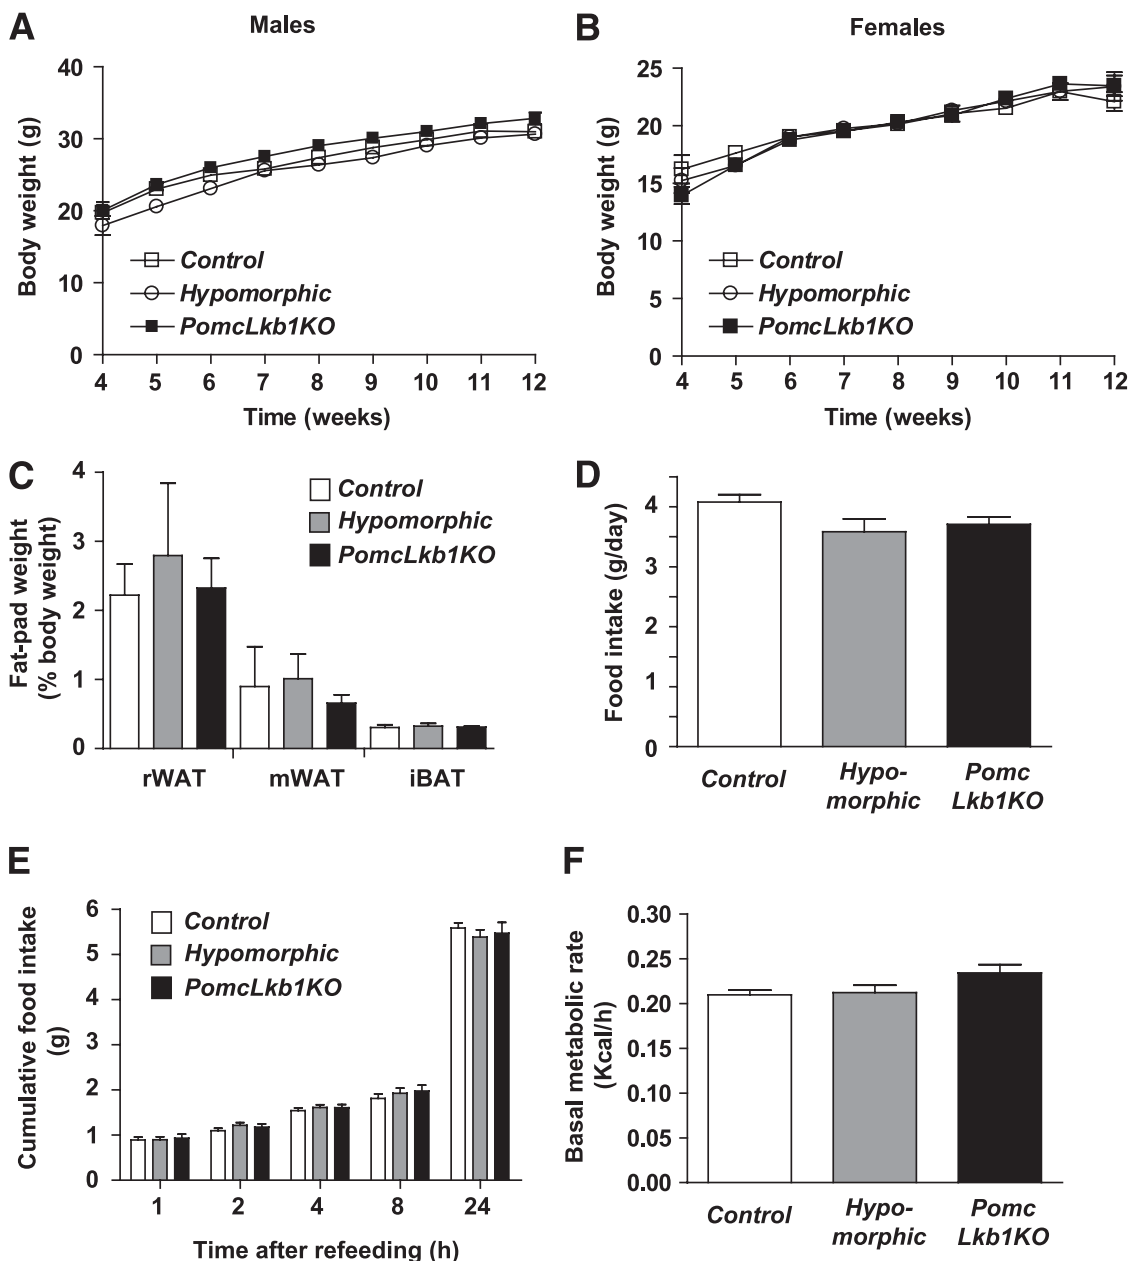 A
Males
Body weight (g)
40
30
20
10
0
4 5 6 7 8 9 10 11 12
Time (weeks)
Control
Hypomorphic
PomcLkb1KO
B
Females
Body weight (g)
25
20
15
10
5
0
4 5 6 7 8 9 10 11 12
Time (weeks)
Control
Hypomorphic
PomcLkb1KO
C
Fat-pad weight
(% body weight)
4
3
2
1
0
rWAT mWAT iBAT
Control
Hypomorphic
PomcLkb1KO
D
Food intake (g/day)
4
4
2
1
0
Control
Hypo-
morphic
Pomc
Lkb1KO
E
Cumulative food intake
(g)
6
5
3
2
1
0
1 2 4 8 24
Time after refeeding (h)
Control
Hypomorphic
PomcLkb1KO
F
Basal metabolic rate
(Kcal/h)
0.30
0.25
0.20
0.15
0.10
0.05
0.00
Control
Hypo-
morphic
Pomc
Lkb1KO